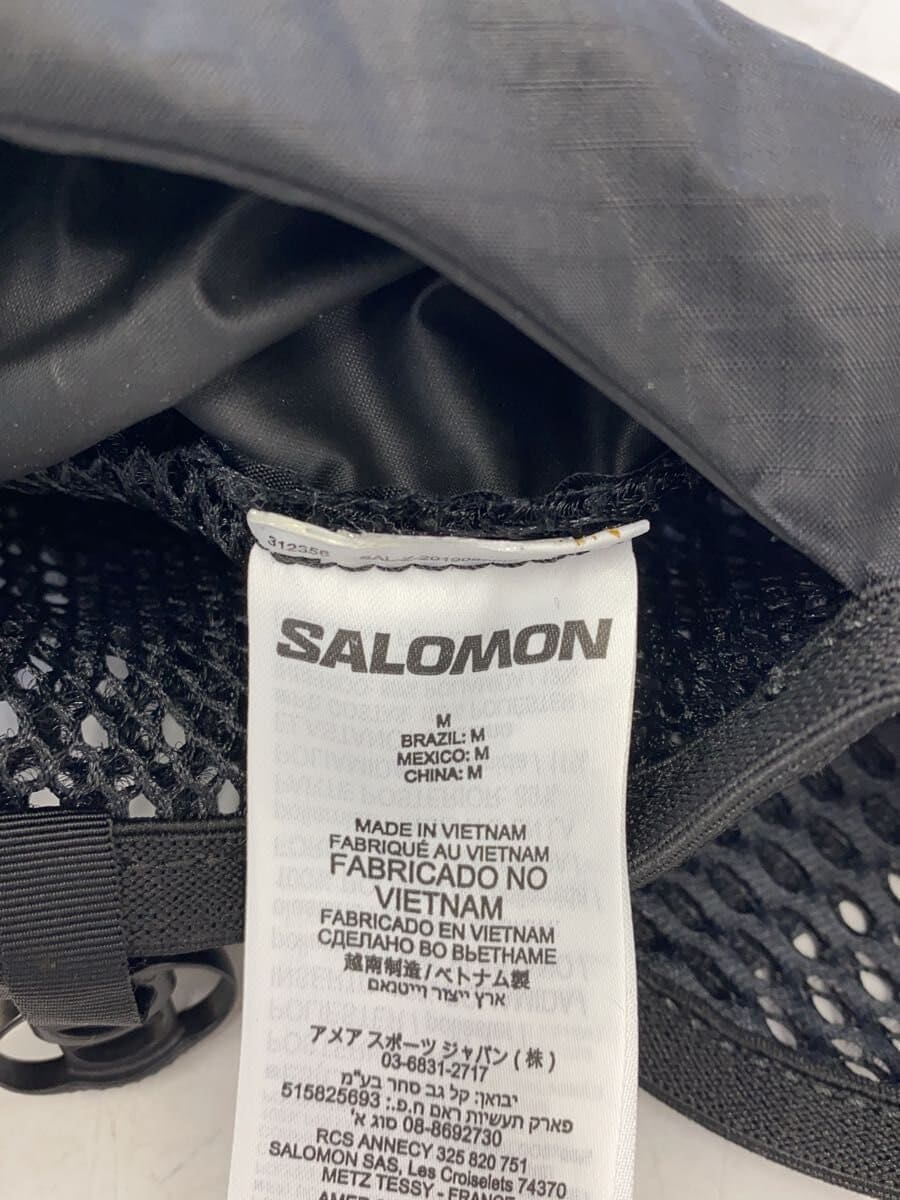 312356
SALOMON
M
BRAZIL: M
MEXICO: M
CHINA: M
MADE IN VIETNAM
FABRIQUÉ AU VIETNAM
FABRICADO NO
VIETNAM
FABRICADO EN VIETNAM
СДЕЛАНО ВО ВЬЕТНАМЕ
越南制造/ベトナム製
ארץ ייצור וייטנאם
アメア スポーツ ジャパン (株)
03-6831-2717
יבואן: קל גב סחר בע"מ
פארק תעשיות ראם ח.פ.: 515825693
08-8692730 סוג א'
RCS ANNECY 325 820 751
SALOMON SAS, Les Croiselets 74370
METZ TESSY - FRANCE